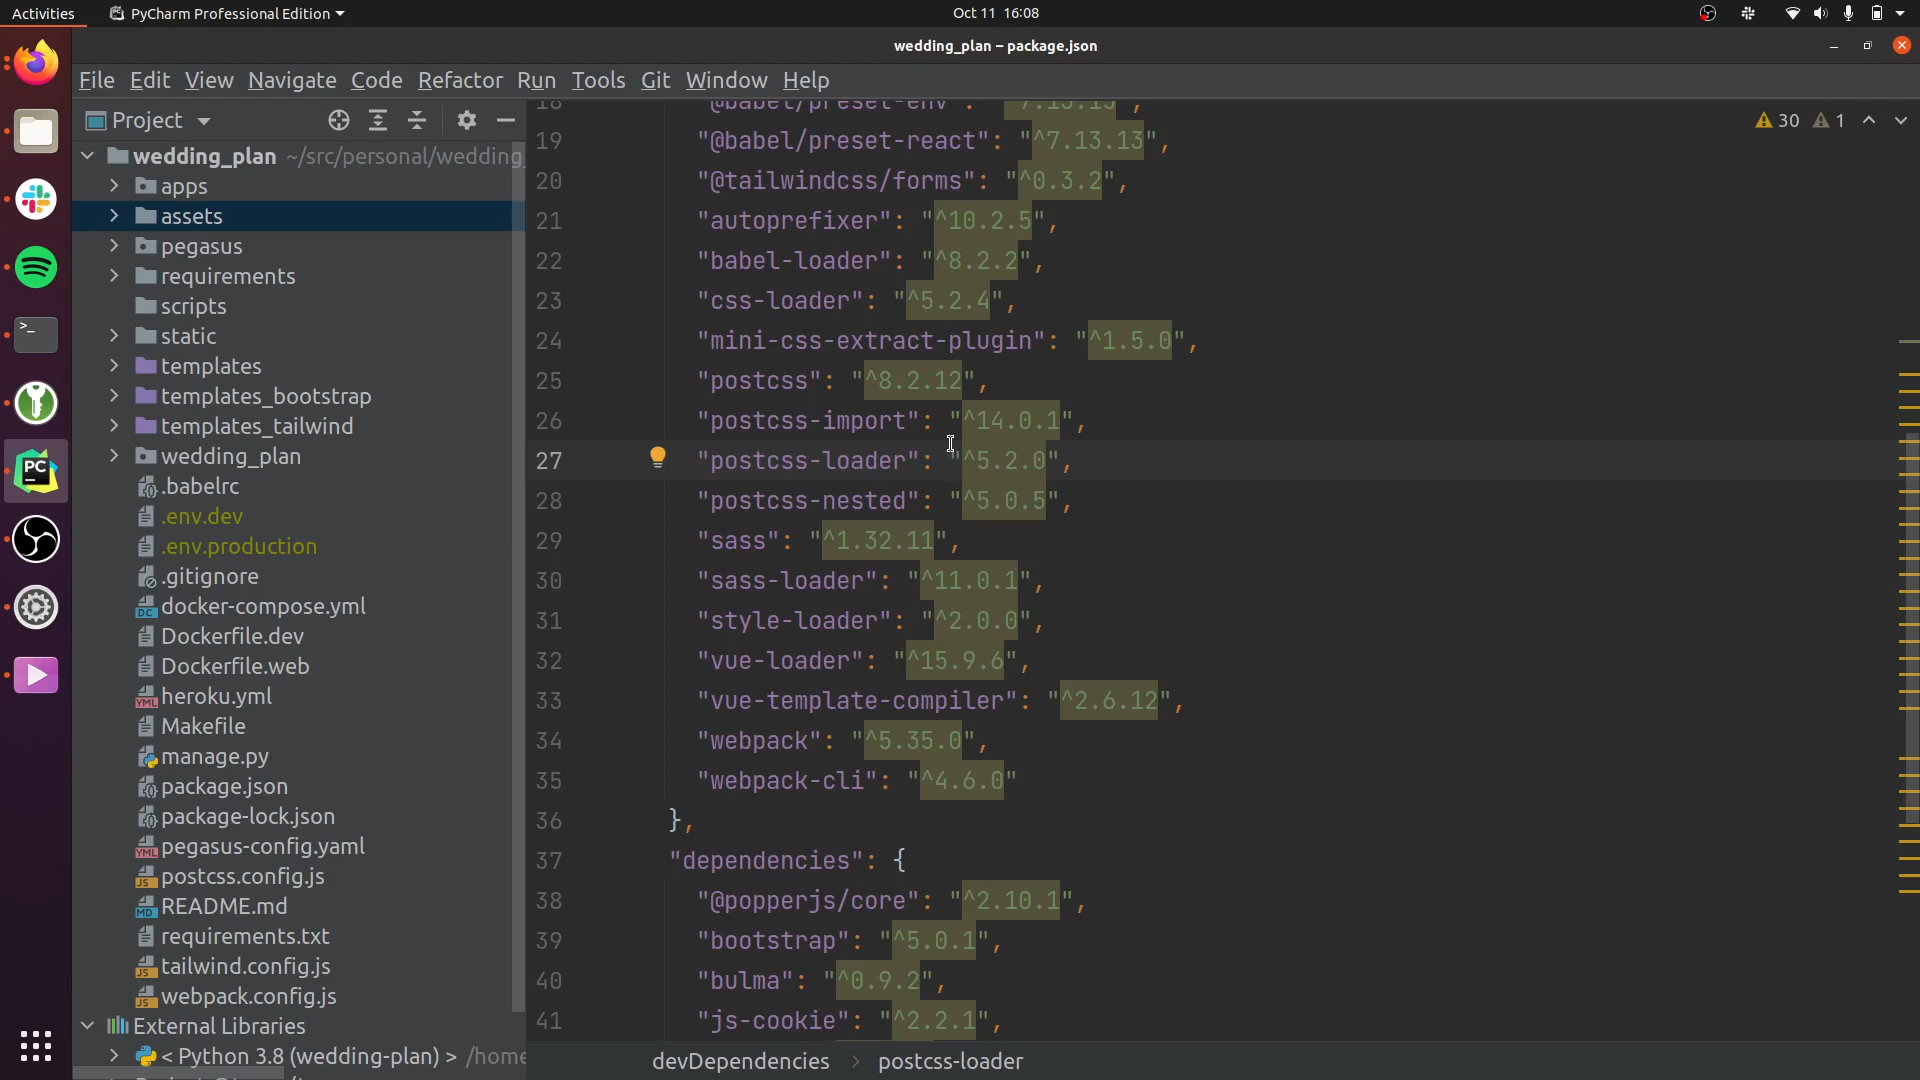 Activities
PyCharm Professional Edition
Oct 11 16:08
wedding_plan – package.json
File Edit View Navigate Code Refactor Run Tools Git Window Help
Project
wedding_plan ~/src/personal/wedding_
apps
assets
pegasus
requirements
scripts
static
templates
templates_bootstrap
templates_tailwind
wedding_plan
.babelrc
.env.dev
.env.production
.gitignore
docker-compose.yml
Dockerfile.dev
Dockerfile.web
heroku.yml
Makefile
manage.py
package.json
package-lock.json
pegasus-config.yaml
postcss.config.js
README.md
requirements.txt
tailwind.config.js
webpack.config.js
External Libraries
< Python 3.8 (wedding-plan) > /home
30 1
18 "@babel/preset-env": "^7.13.15",
19 "@babel/preset-react": "^7.13.13",
20 "@tailwindcss/forms": "^0.3.2",
21 "autoprefixer": "^10.2.5",
22 "babel-loader": "^8.2.2",
23 "css-loader": "^5.2.4",
24 "mini-css-extract-plugin": "^1.5.0",
25 "postcss": "^8.2.12",
26 "postcss-import": "^14.0.1",
27 "postcss-loader": "^5.2.0",
28 "postcss-nested": "^5.0.5",
29 "sass": "^1.32.11",
30 "sass-loader": "^11.0.1",
31 "style-loader": "^2.0.0",
32 "vue-loader": "^15.9.6",
33 "vue-template-compiler": "^2.6.12",
34 "webpack": "^5.35.0",
35 "webpack-cli": "^4.6.0"
36 },
37 "dependencies": {
38 "@popperjs/core": "^2.10.1",
39 "bootstrap": "^5.0.1",
40 "bulma": "^0.9.2",
41 "js-cookie": "^2.2.1",
devDependencies > postcss-loader